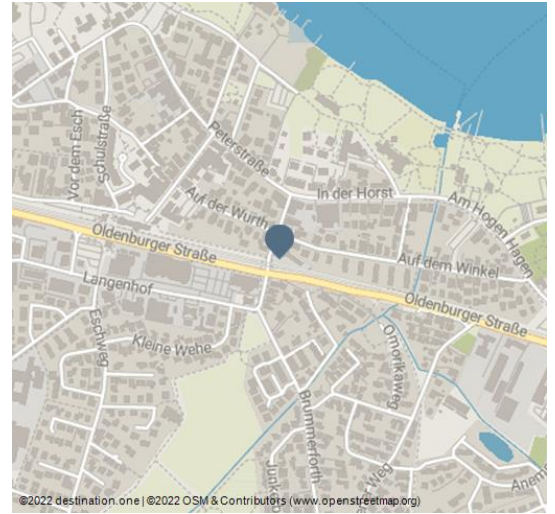 Vor dem Esch
Schulstraße
Peterstraße
In der Horst
Am Hogen Hagen
Auf der Wurth
Auf dem Winkel
Oldenburger Straße
Oldenburger Straße
Langenhof
Eschweg
Kleine Wehe
Omorikaweg
Brummerforth
Weg
©2022 destination.one | ©2022 OSM & Contributors (www.openstreetmap.org)